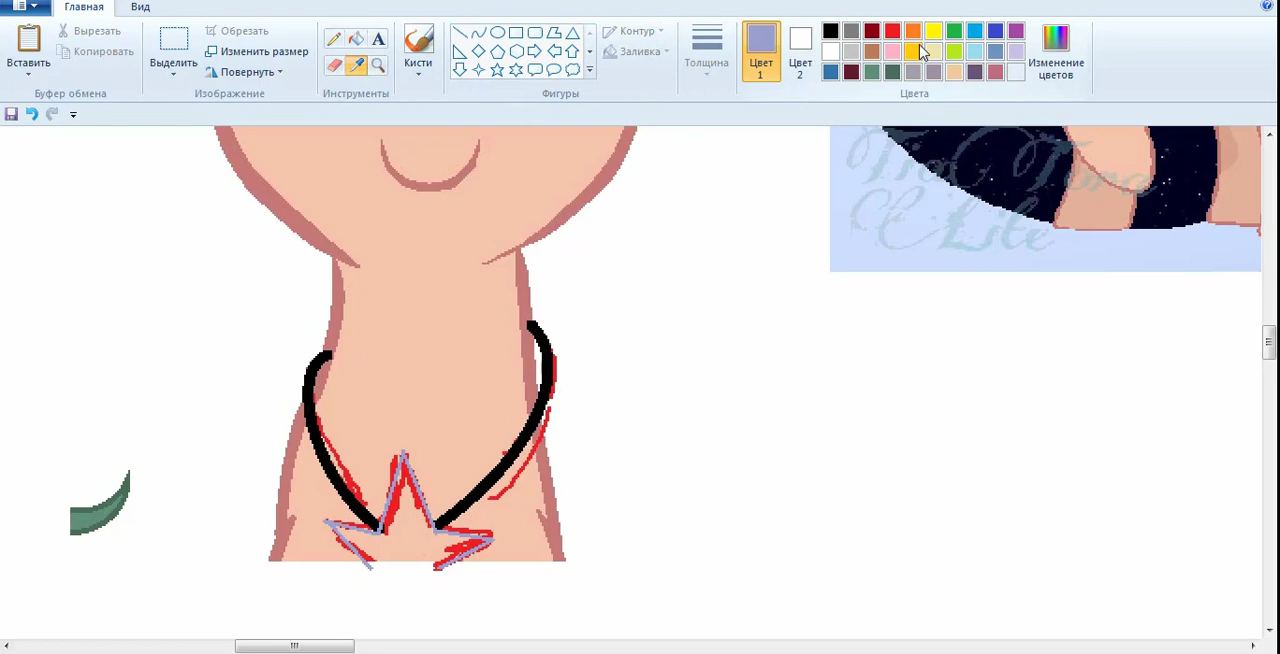 Главная Вид
Вставить
Вырезать
Копировать
Буфер обмена
Выделить
Обрезать
Изменить размер
Повернуть
Изображение
A
Инструменты
Кисти
Фигуры
Контур
Заливка
Толщина
Цвет
1
Цвет
2
Цвета
Изменение
цветов
Lite